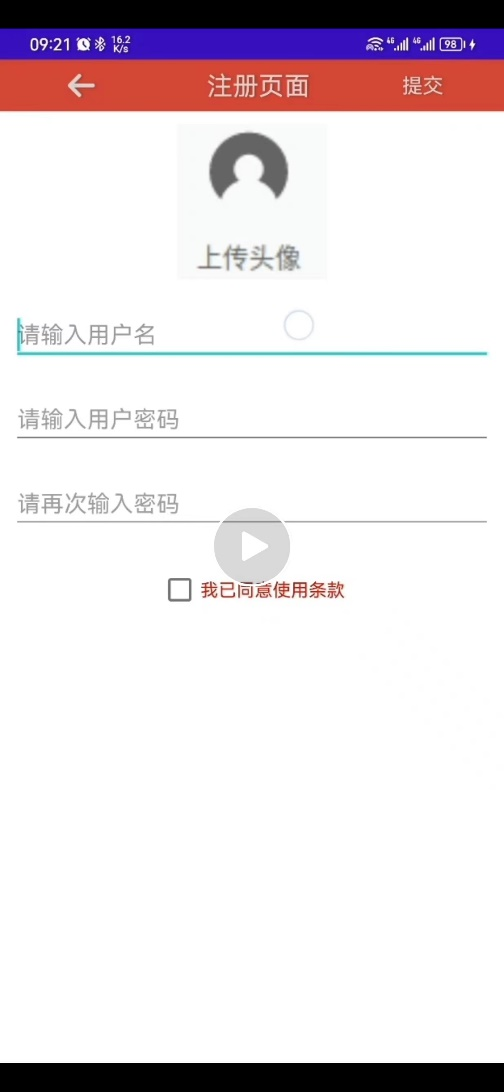 09:21 16.2 K/s 4G 4G 98
注册页面 提交
上传头像
请输入用户名
请输入用户密码
请再次输入密码
我已同意使用条款